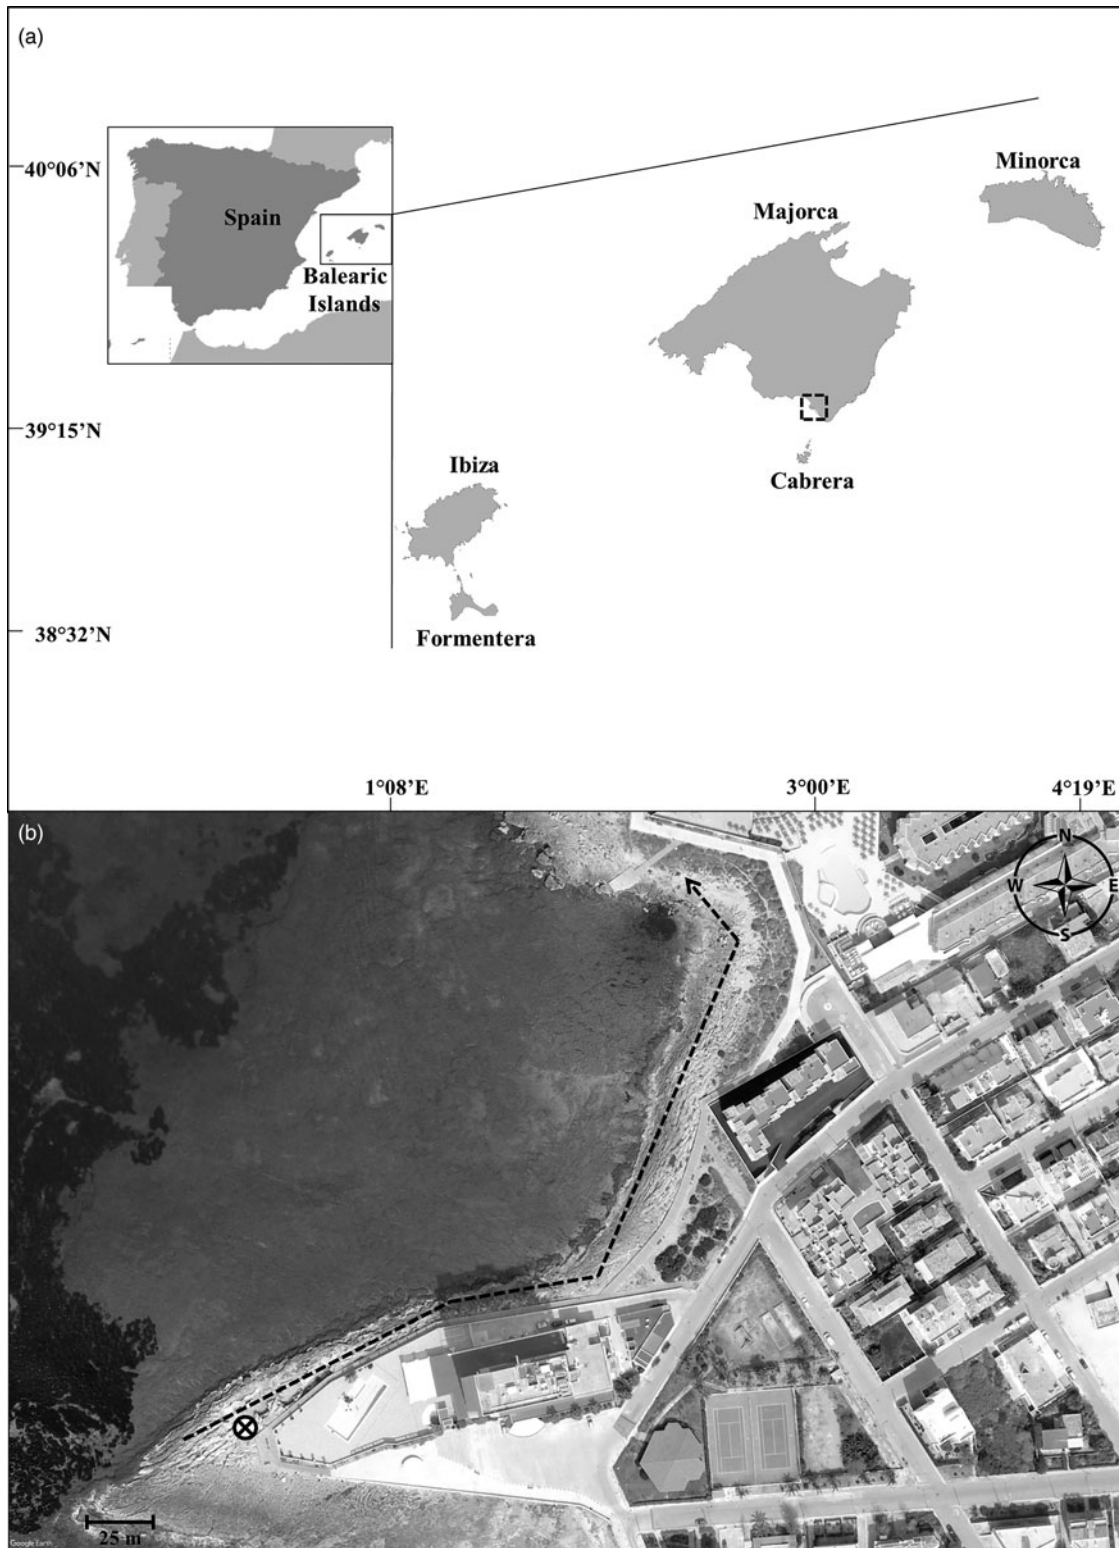 (a)
40°06'N
Minorca
Majorca
Spain
Balearic
Islands
39°15'N
Ibiza
Cabrera
38°32'N
Formentera
1°08'E
3°00'E
4°19'E
(b)
N
W
E
S
25 m
Google Earth